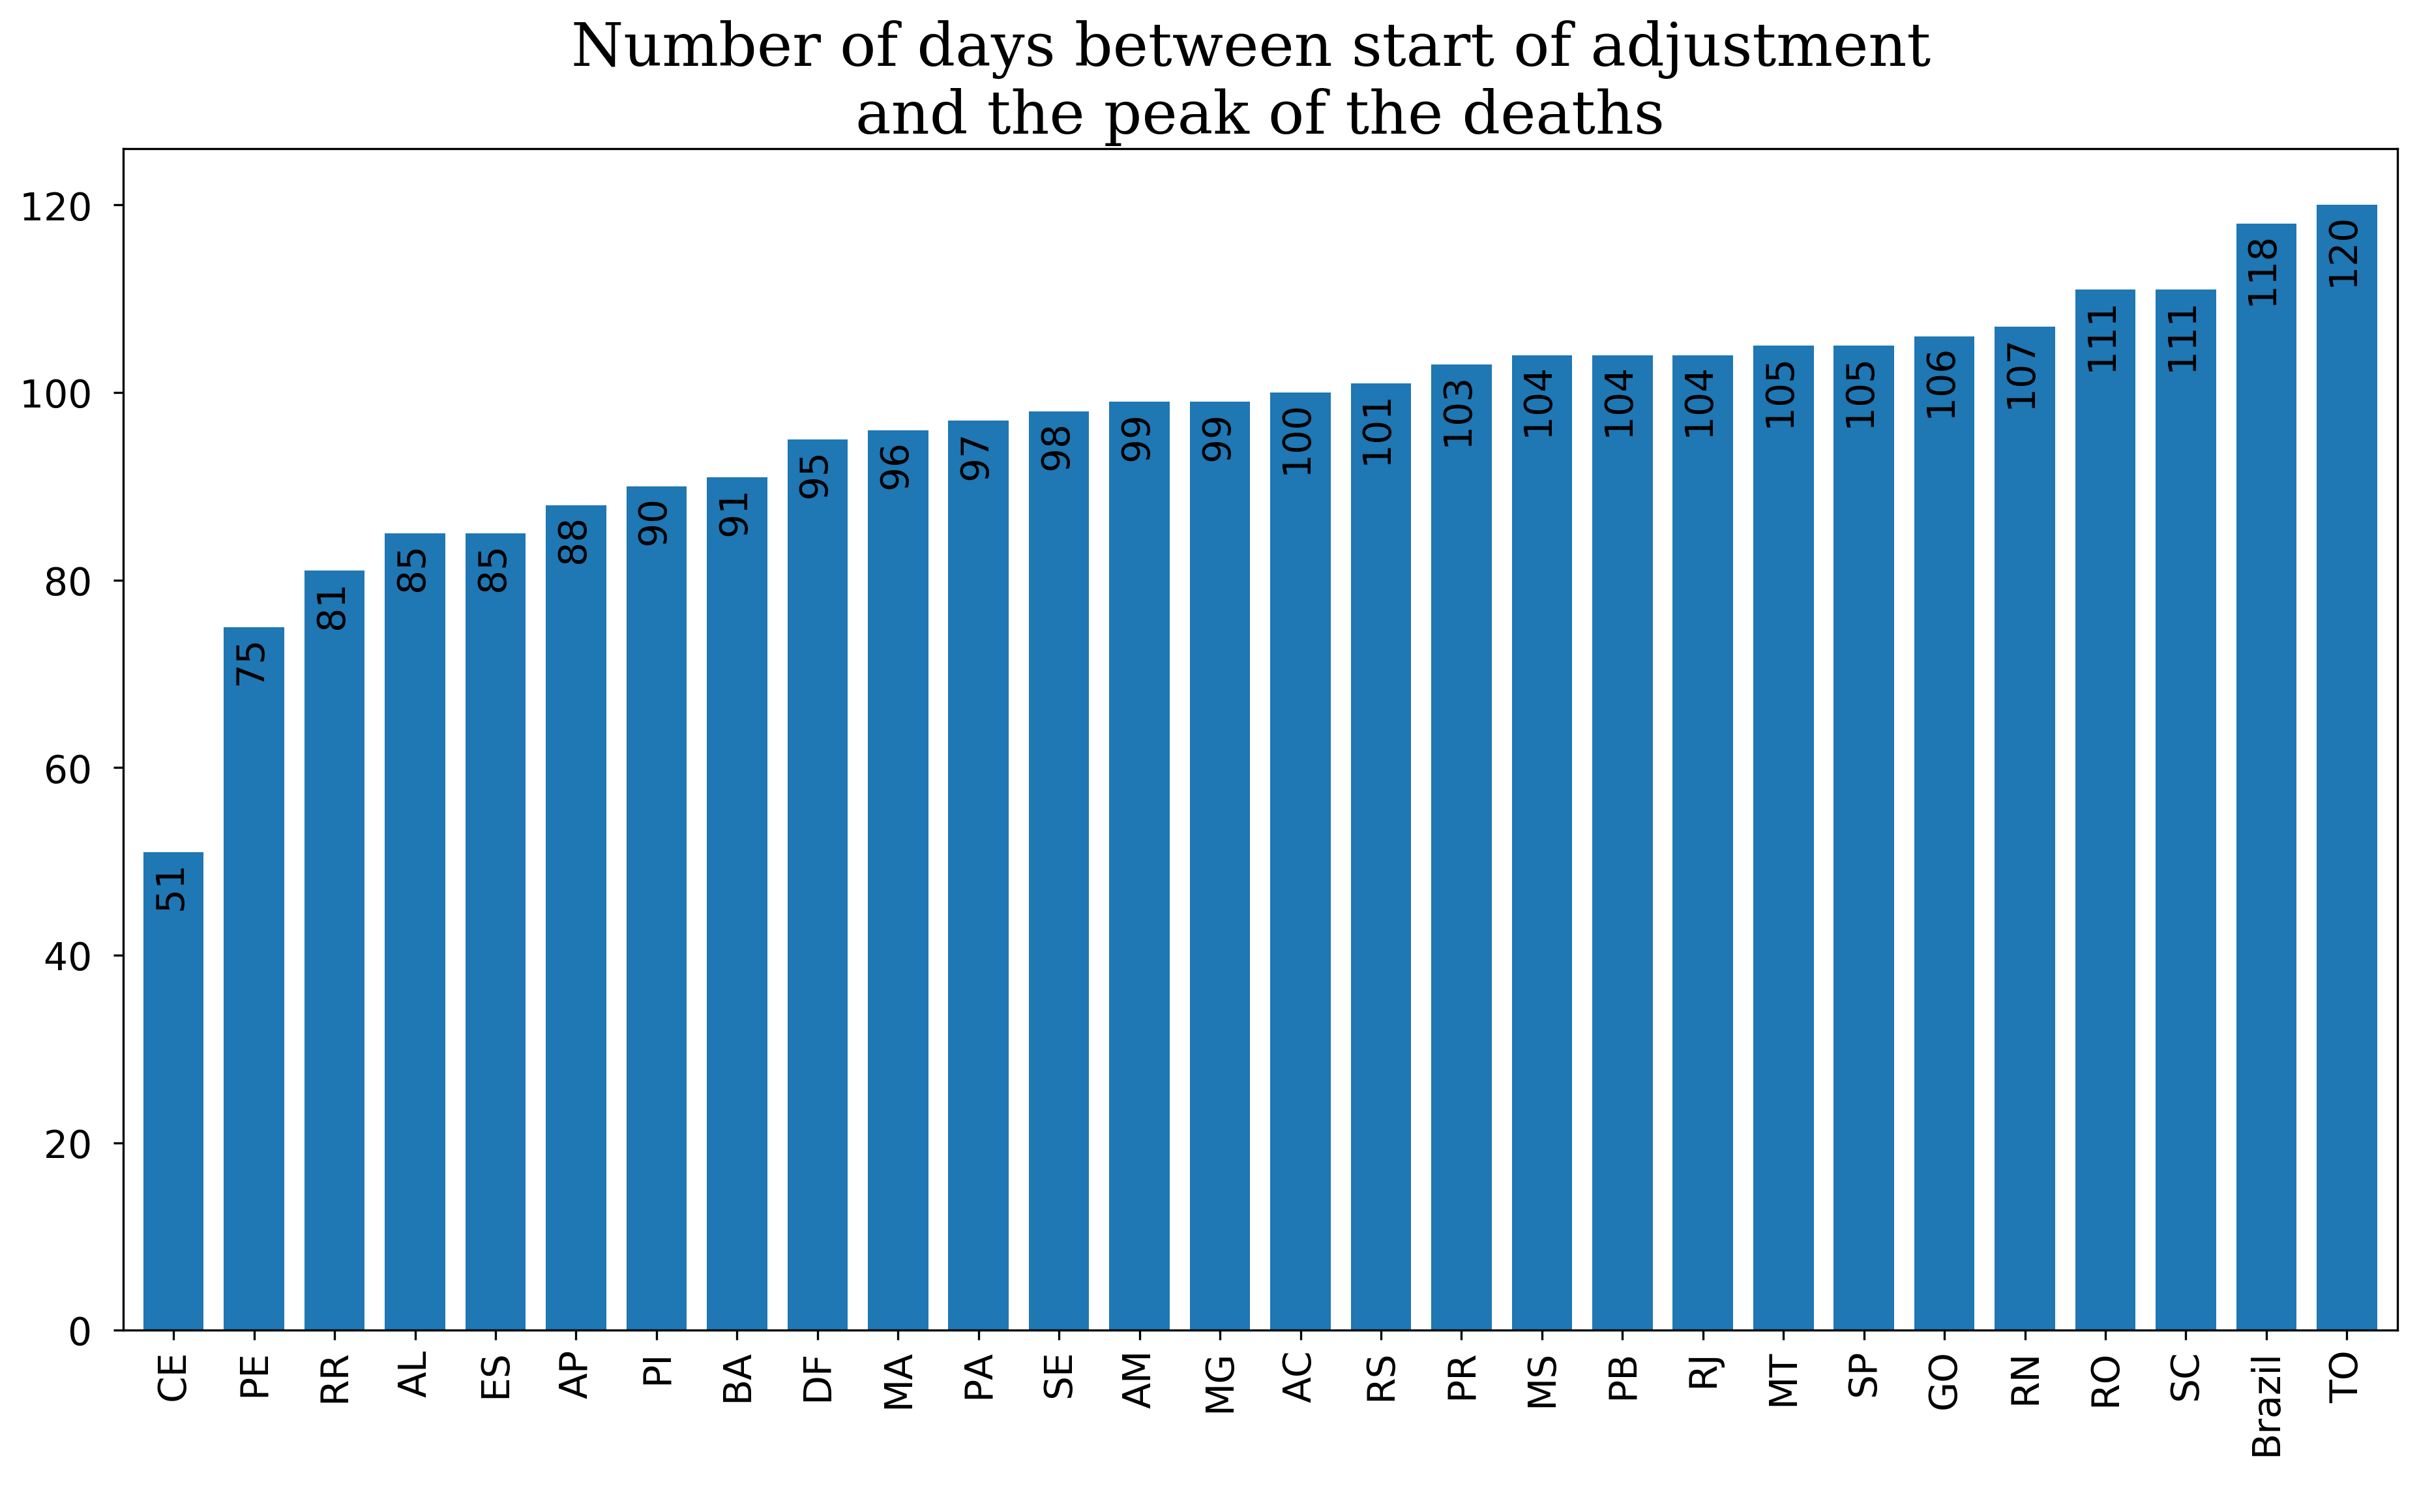 Number of days between start of adjustment
and the peak of the deaths
120
100
80
60
40
20
0
51
75
81
85
85
88
90
91
95
96
97
98
99
99
100
101
103
104
104
104
105
105
106
107
111
111
118
120
CE
PE
RR
AL
ES
AP
PI
BA
DF
MA
PA
SE
AM
MG
AC
RS
PR
MS
PB
RJ
MT
SP
GO
RN
RO
SC
Brazil
TO